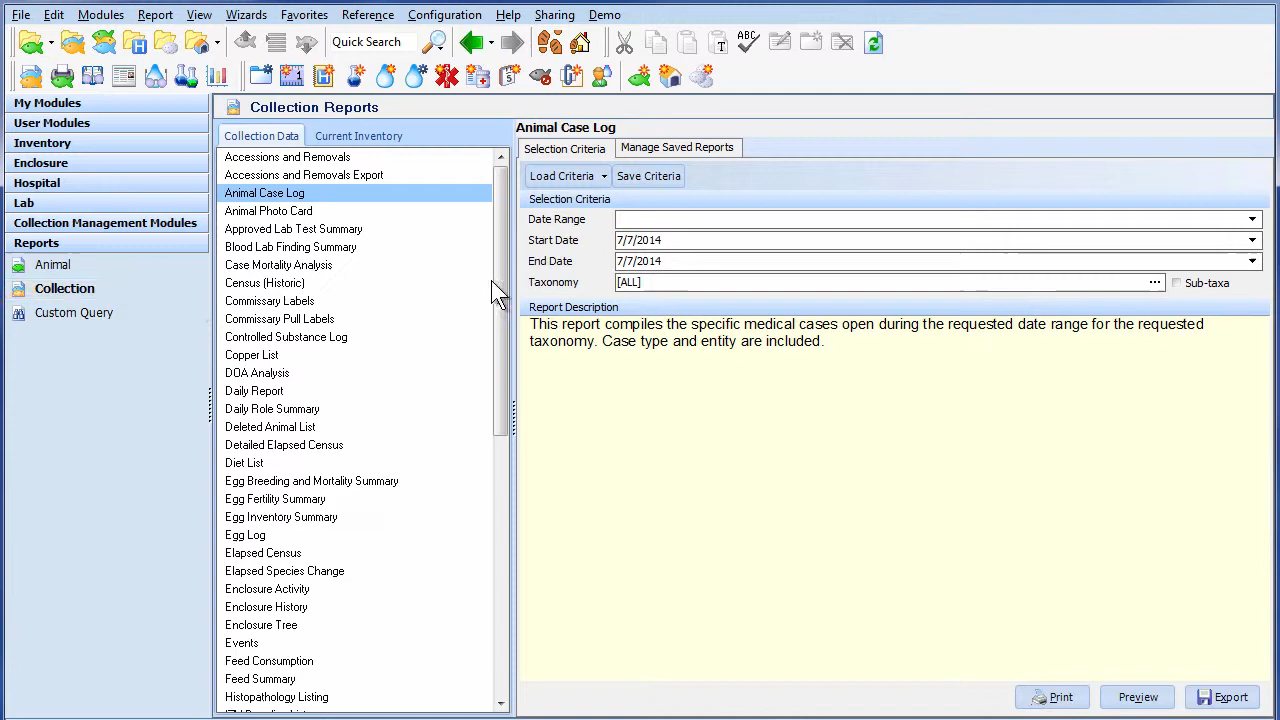 File Edit Modules Report View Wizards Favorites Reference Configuration Help Sharing Demo
Quick Search
My Modules
User Modules
Inventory
Enclosure
Hospital
Lab
Collection Management Modules
Reports
Animal
Collection
Custom Query
Collection Reports
Collection Data Current Inventory
Accessions and Removals
Accessions and Removals Export
Animal Case Log
Animal Photo Card
Approved Lab Test Summary
Blood Lab Finding Summary
Case Mortality Analysis
Census (Historic)
Commissary Labels
Commissary Pull Labels
Controlled Substance Log
Copper List
DOA Analysis
Daily Report
Daily Role Summary
Deleted Animal List
Detailed Elapsed Census
Diet List
Egg Breeding and Mortality Summary
Egg Fertility Summary
Egg Inventory Summary
Egg Log
Elapsed Census
Elapsed Species Change
Enclosure Activity
Enclosure History
Enclosure Tree
Events
Feed Consumption
Feed Summary
Histopathology Listing
Animal Case Log
Selection Criteria Manage Saved Reports
Load Criteria Save Criteria
Selection Criteria
Date Range
Start Date 7/7/2014
End Date 7/7/2014
Taxonomy [ALL] ... Sub-taxa
Report Description
This report compiles the specific medical cases open during the requested date range for the requested
taxonomy. Case type and entity are included.
Print Preview Export